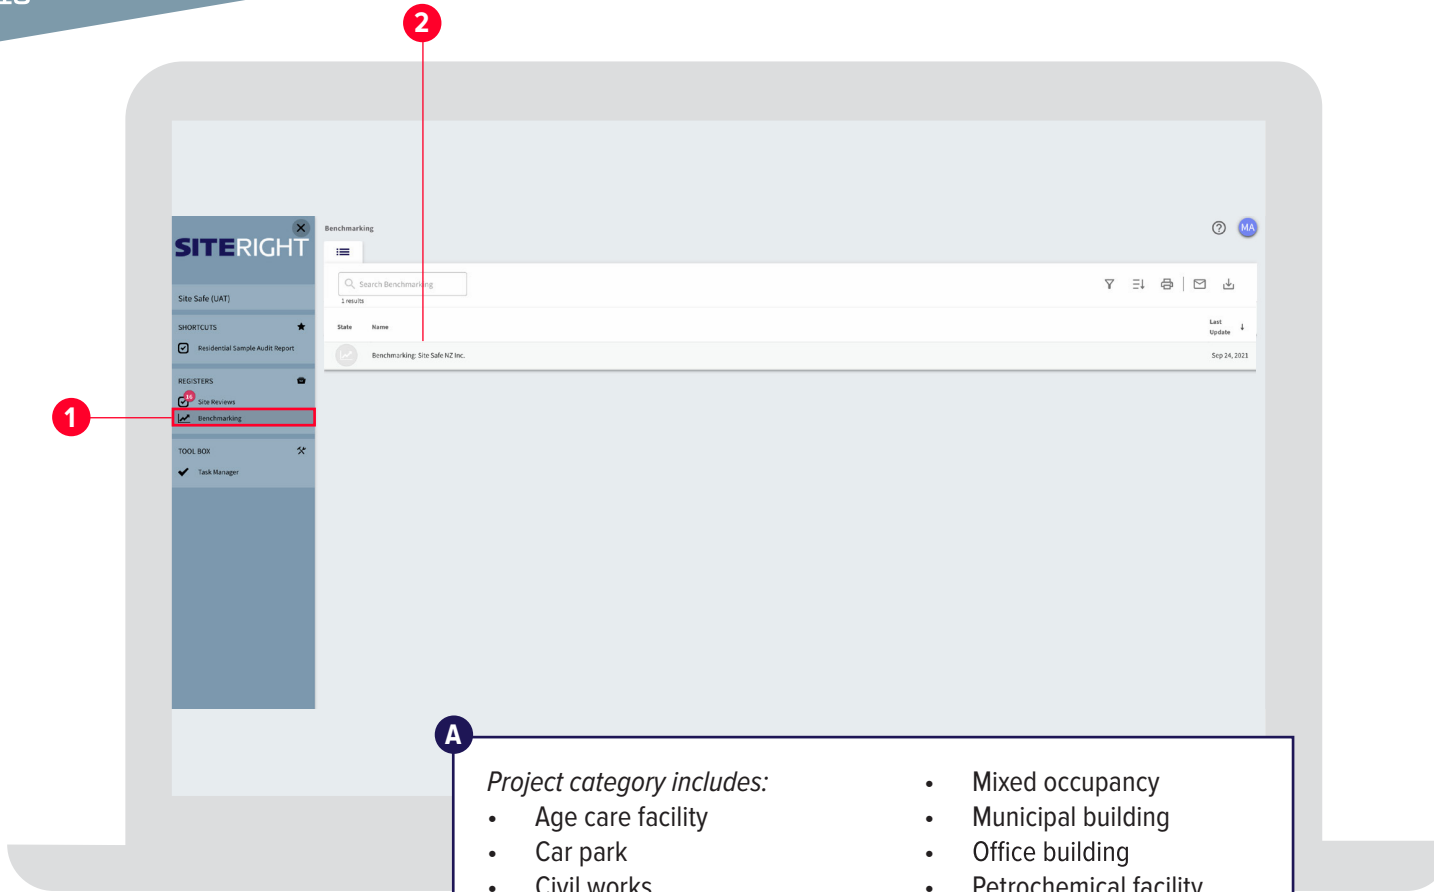 2
SITERIGHT
Site Safe (UAT)
SHORTCUTS
Residential Sample Audit Report
REGISTERS
16
Site Reviews
Benchmarking
TOOL BOX
Task Manager
1
Benchmarking
MA
Search Benchmarking
1 results
State Name Last Update
Benchmarking: Site Safe NZ Inc. Sep 24, 2021
A
Project category includes:
• Age care facility
• Car park
• Civil works
• Mixed occupancy
• Municipal building
• Office building
• Petrochemical facility